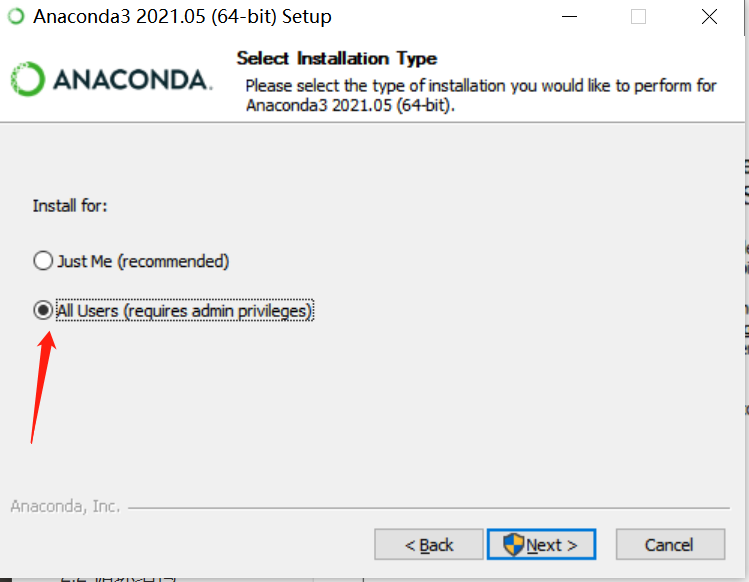 Anaconda3 2021.05 (64-bit) Setup
ANACONDA.
Select Installation Type
Please select the type of installation you would like to perform for
Anaconda3 2021.05 (64-bit).
Install for:
Just Me (recommended)
All Users (requires admin privileges)
Anaconda, Inc.
< Back
Next >
Cancel